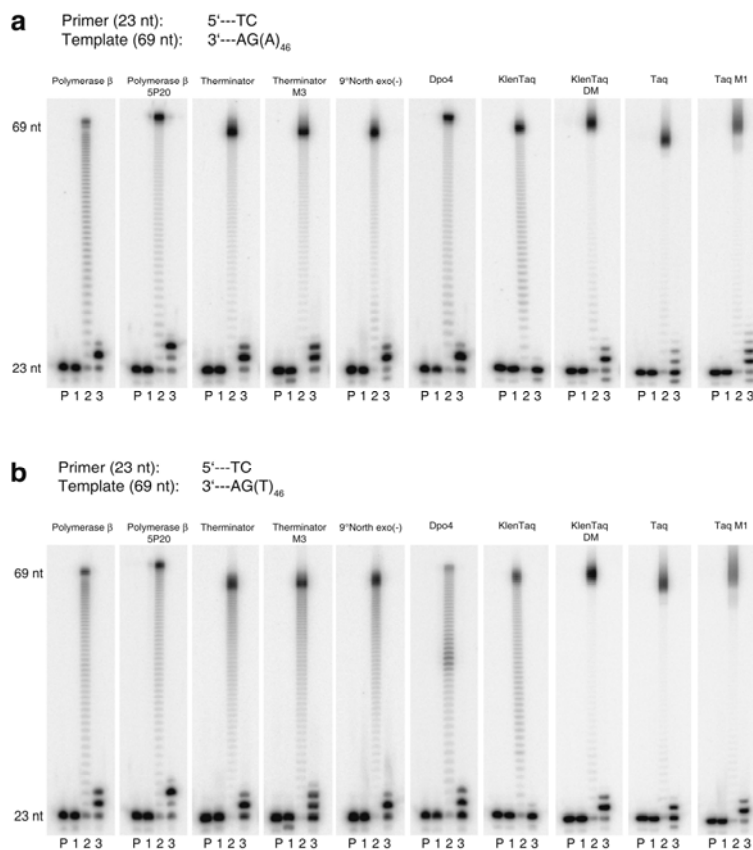 a
Primer (23 nt): 5‘---TC
Template (69 nt): 3‘---AG(A)46
Polymerase β Polymerase β 5P20 Therminator Therminator M3 9°North exo(-) Dpo4 KlenTaq KlenTaq DM Taq Taq M1
69 nt
23 nt
P 1 2 3 P 1 2 3 P 1 2 3 P 1 2 3 P 1 2 3 P 1 2 3 P 1 2 3 P 1 2 3 P 1 2 3 P 1 2 3
b
Primer (23 nt): 5‘---TC
Template (69 nt): 3‘---AG(T)46
Polymerase β Polymerase β 5P20 Therminator Therminator M3 9°North exo(-) Dpo4 KlenTaq KlenTaq DM Taq Taq M1
69 nt
23 nt
P 1 2 3 P 1 2 3 P 1 2 3 P 1 2 3 P 1 2 3 P 1 2 3 P 1 2 3 P 1 2 3 P 1 2 3 P 1 2 3